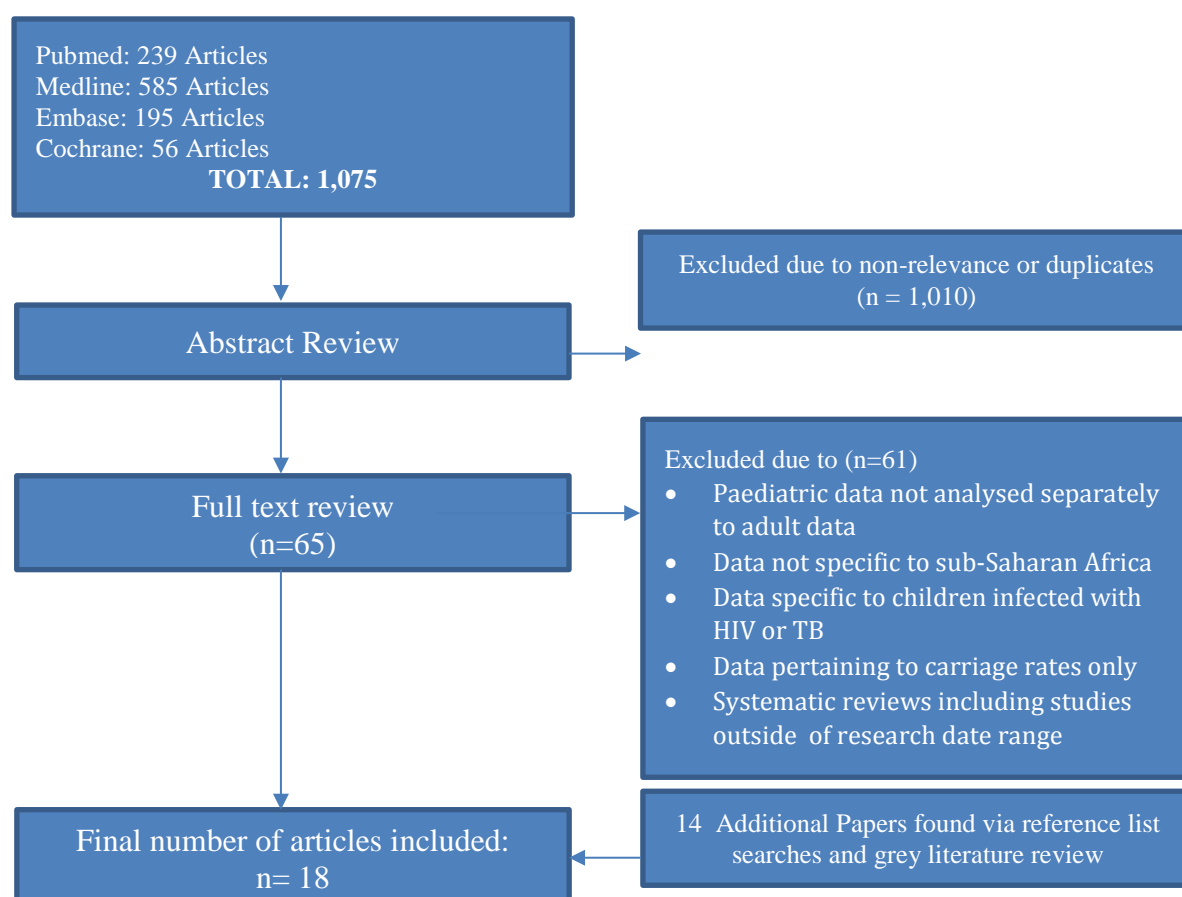 Pubmed: 239 Articles
Medline: 585 Articles
Embase: 195 Articles
Cochrane: 56 Articles
TOTAL: 1,075
Excluded due to non-relevance or duplicates
(n = 1,010)
Abstract Review
Full text review
(n=65)
Excluded due to (n=61)
• Paediatric data not analysed separately
to adult data
• Data not specific to sub-Saharan Africa
• Data specific to children infected with
HIV or TB
• Data pertaining to carriage rates only
• Systematic reviews including studies
outside of research date range
14 Additional Papers found via reference list
searches and grey literature review
Final number of articles included:
n= 18